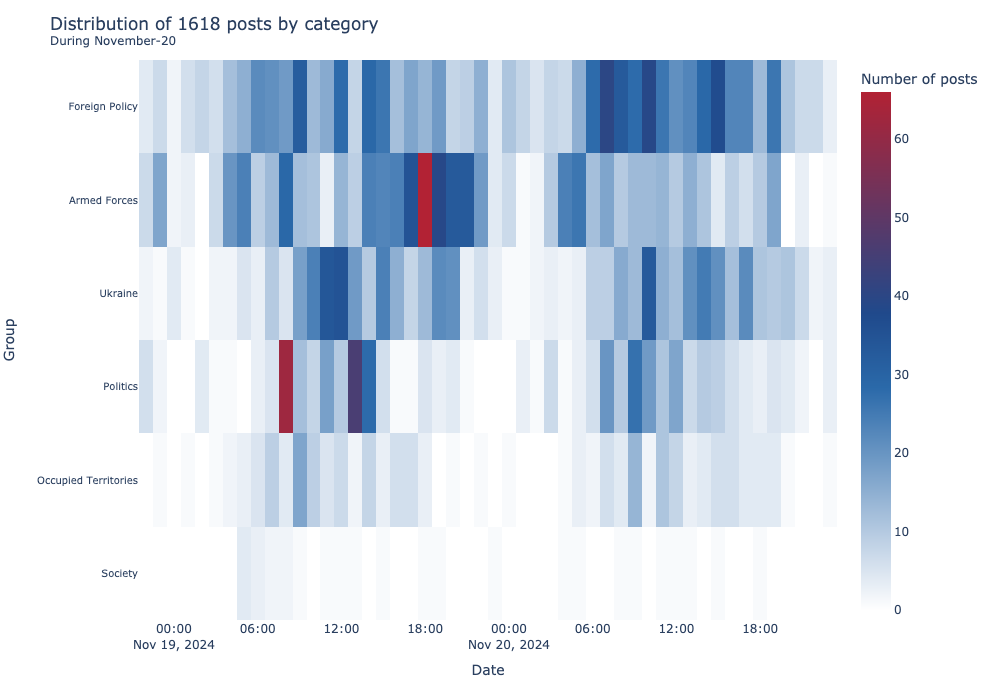 Distribution of 1618 posts by category
During November-20
Number of posts
Foreign Policy
Armed Forces
Ukraine
Politics
Occupied Territories
Society
Group
60
50
40
30
20
10
0
00:00 06:00 12:00 18:00 00:00 06:00 12:00 18:00
Nov 19, 2024 Nov 20, 2024
Date